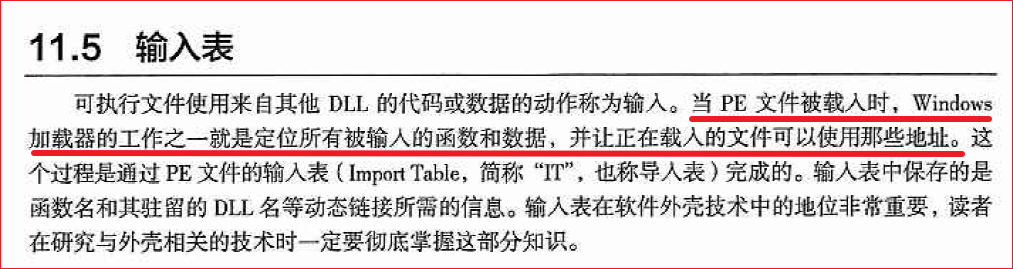 11.5 输入表
可执行文件使用来自其他 DLL 的代码或数据的动作称为输入。当 PE 文件被载入时，Windows
加载器的工作之一就是定位所有被输入的函数和数据，并让正在载入的文件可以使用那些地址。这
个过程是通过 PE 文件的输入表（Import Table，简称“IT”，也称导入表）完成的。输入表中保存的是
函数名和其驻留的 DLL 名等动态链接所需的信息。输入表在软件外壳技术中的地位非常重要，读者
在研究与外壳相关的技术时一定要彻底掌握这部分知识。